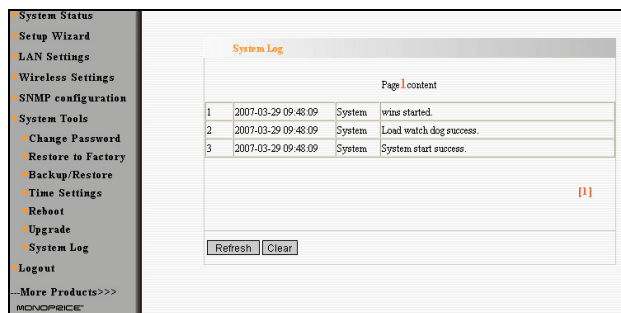 System Status
Setup Wizard
LAN Settings
Wireless Settings
SNMP configuration
System Tools
Change Password
Restore to Factory
Backup/Restore
Time Settings
Reboot
Upgrade
System Log
Logout
---More Products>>>
MONOPRICE™
System Log
Page 1 content
1 2007-03-29 09:48:09 System wins started.
2 2007-03-29 09:48:09 System Load watch dog success.
3 2007-03-29 09:48:09 System System start success.
[1]
Refresh Clear